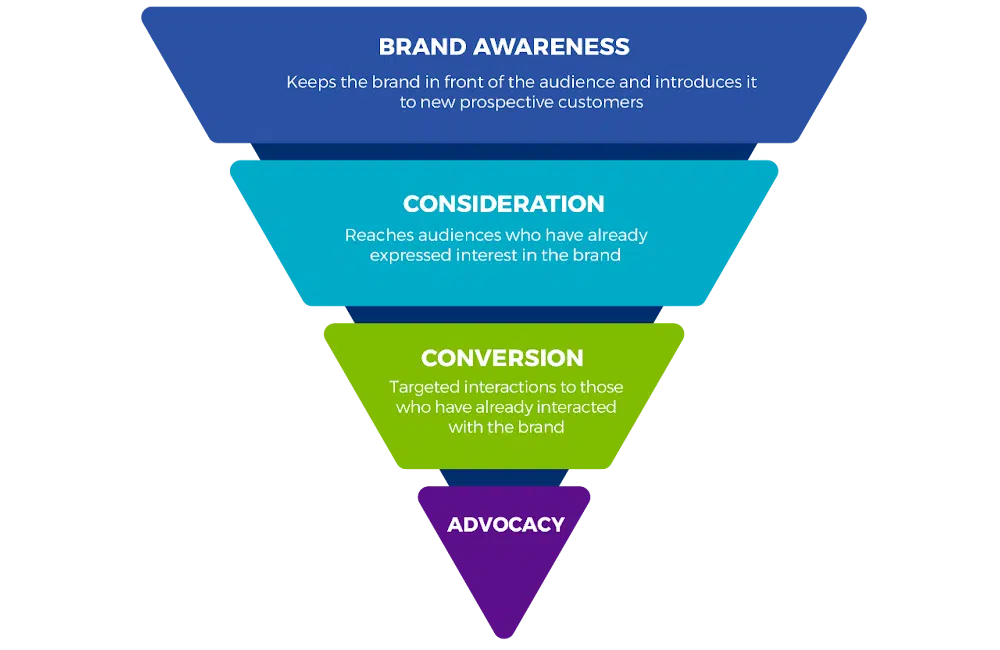 BRAND AWARENESS
Keeps the brand in front of the audience and introduces it
to new prospective customers
CONSIDERATION
Reaches audiences who have already
expressed interest in the brand
CONVERSION
Targeted interactions to those
who have already interacted
with the brand
ADVOCACY